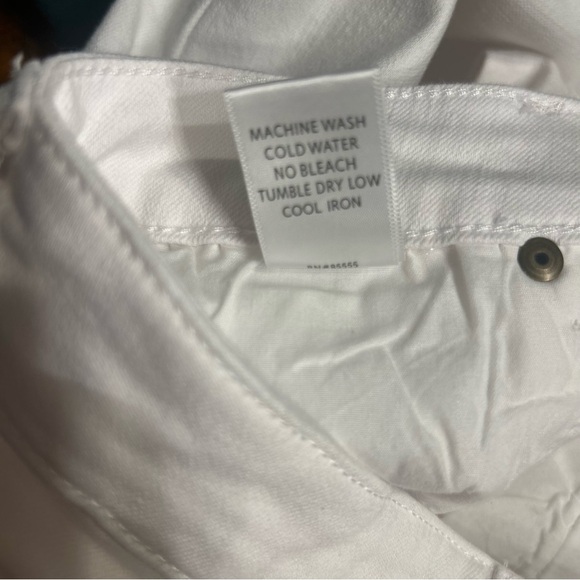 MACHINE WASH
COLD WATER
NO BLEACH
TUMBLE DRY LOW
COOL IRON